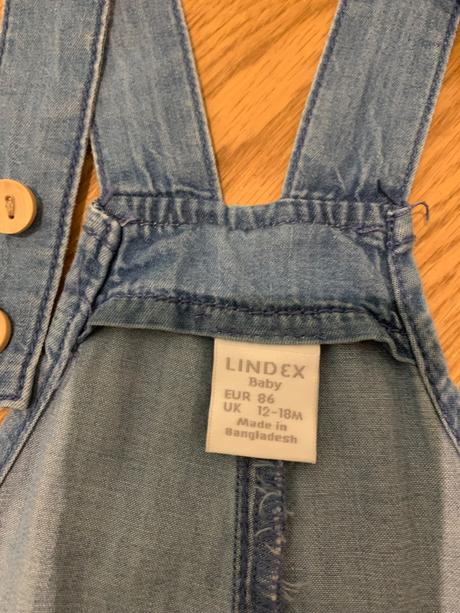 LINDEX
Baby
EUR 86
UK 12-18M
Made in
Bangladesh